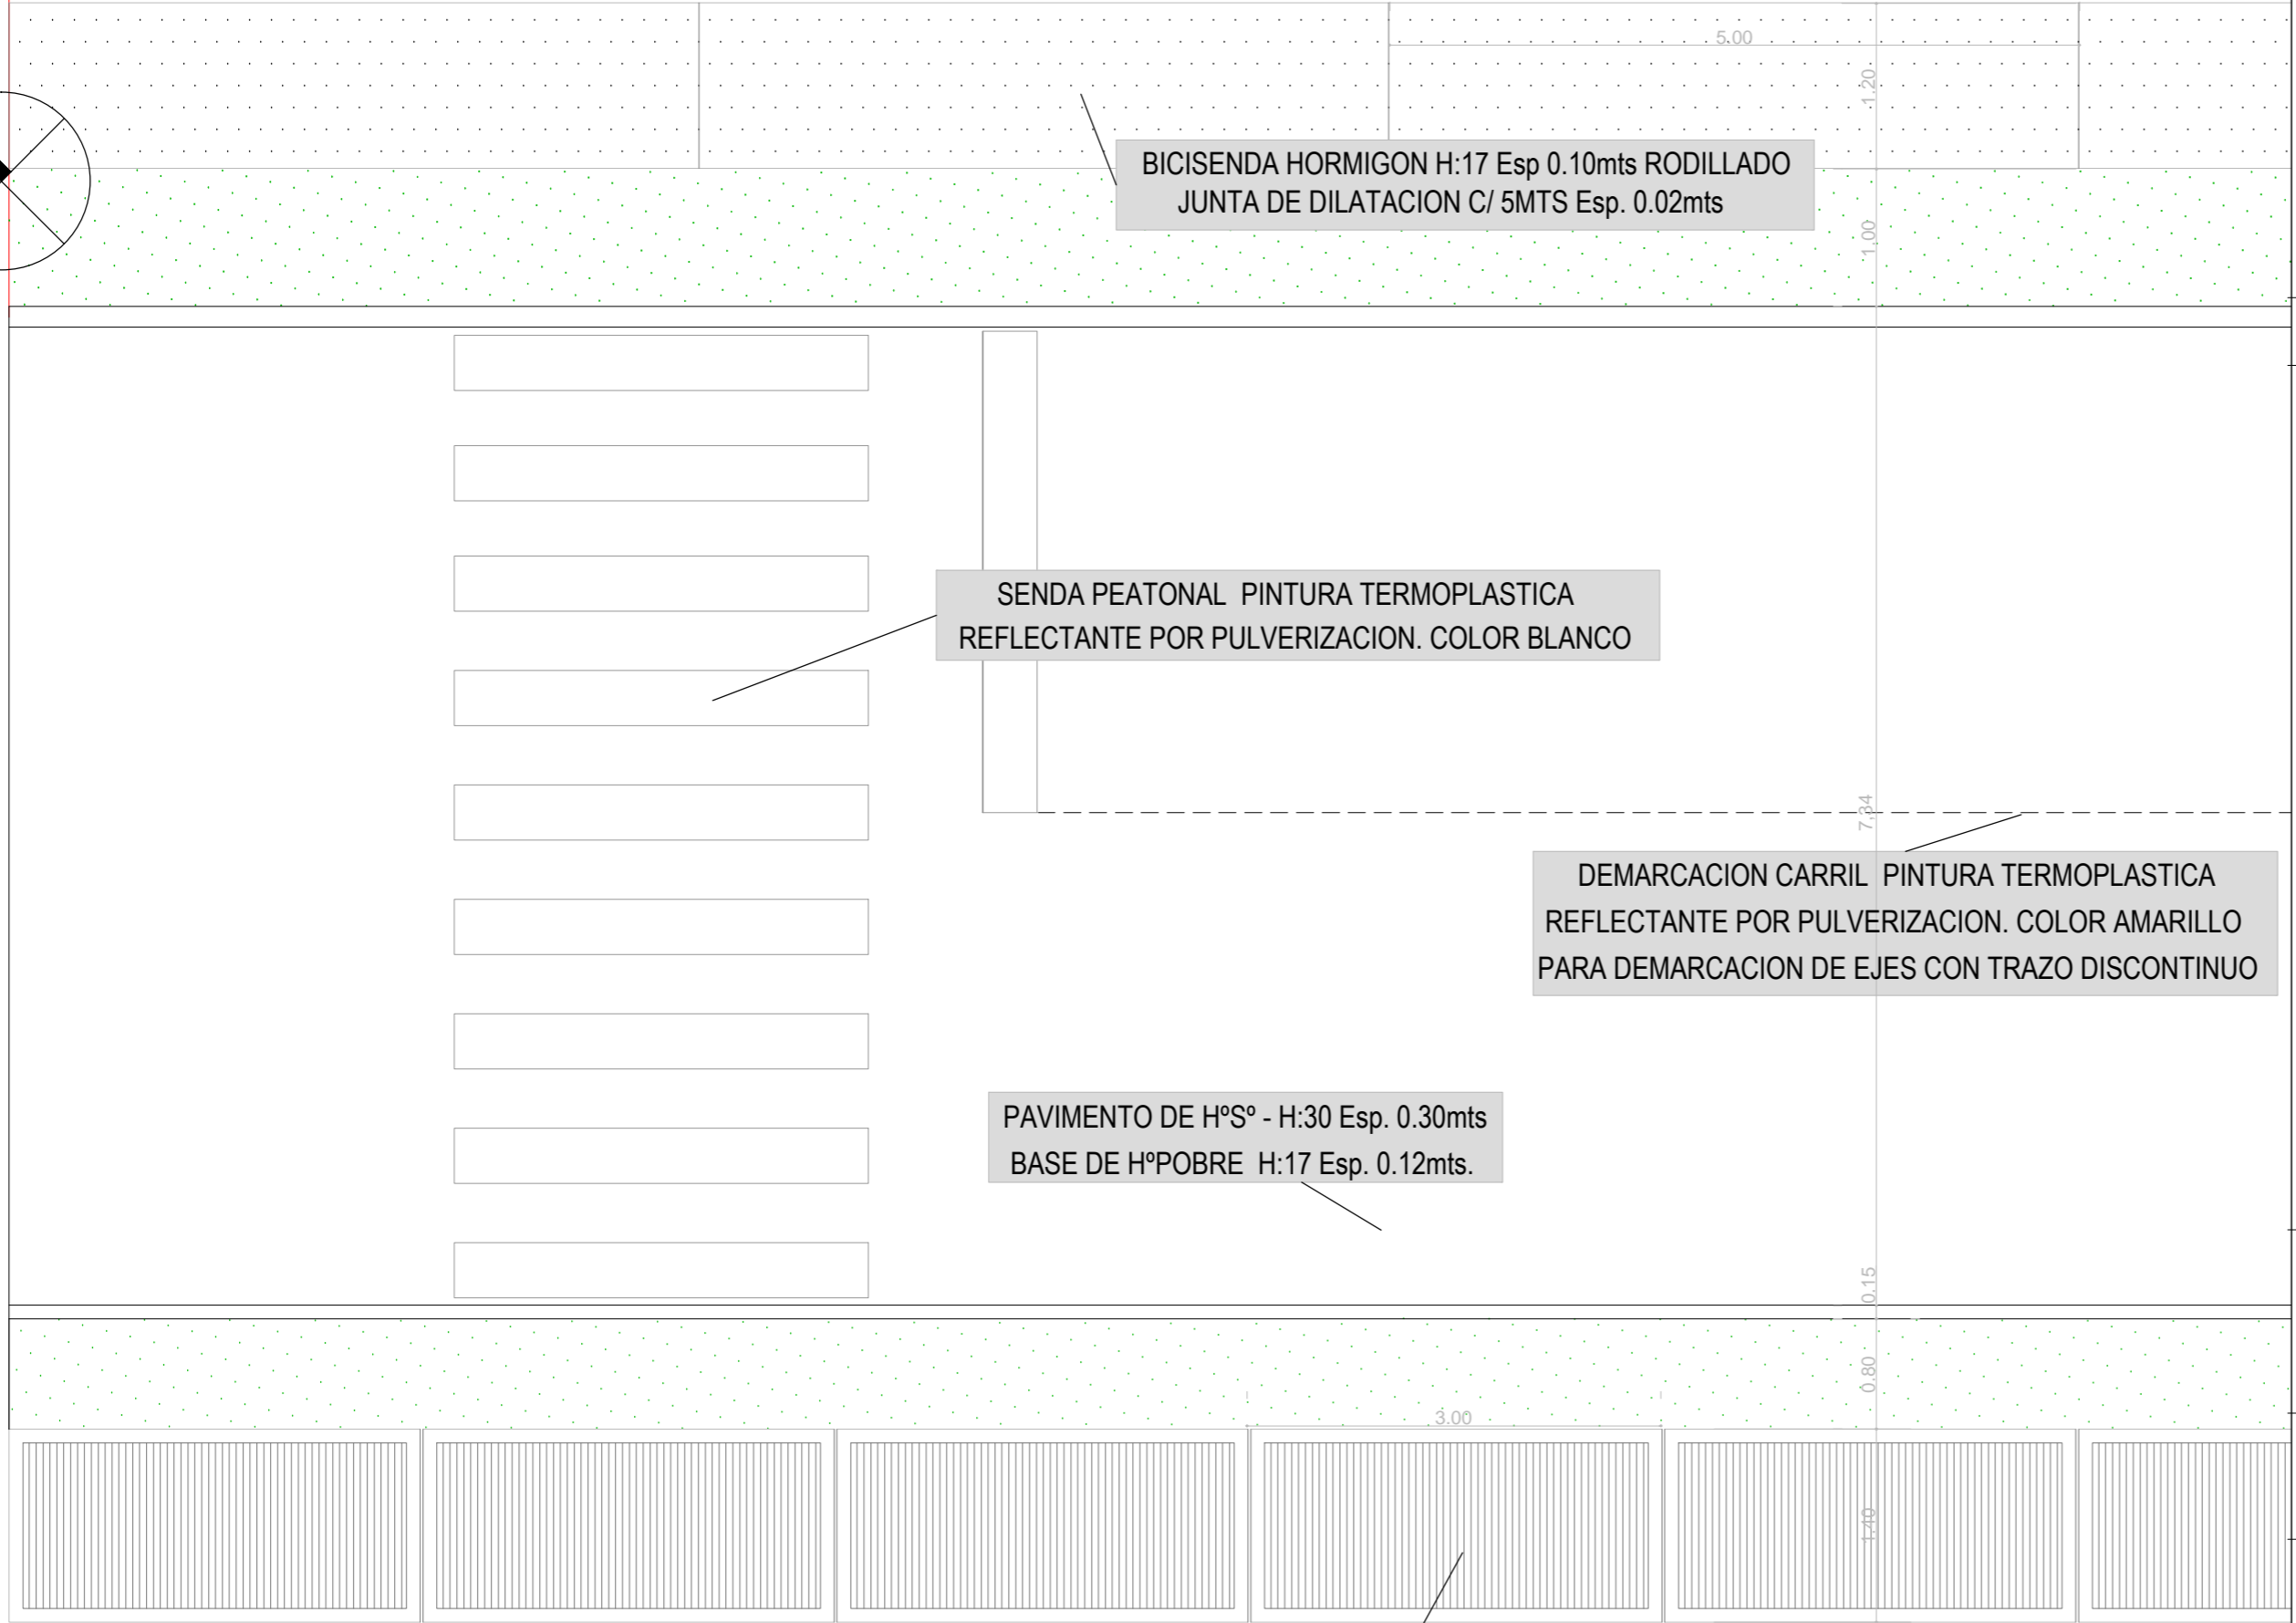 5.00
1.20
BICISENDA HORMIGON H:17 Esp 0.10mts RODILLADO
JUNTA DE DILATACION C/ 5MTS Esp. 0.02mts
1.00
SENDA PEATONAL PINTURA TERMOPLASTICA
REFLECTANTE POR PULVERIZACION. COLOR BLANCO
7,34
DEMARCACION CARRIL PINTURA TERMOPLASTICA
REFLECTANTE POR PULVERIZACION. COLOR AMARILLO
PARA DEMARCACION DE EJES CON TRAZO DISCONTINUO
PAVIMENTO DE HºSº - H:30 Esp. 0.30mts
BASE DE HºPOBRE H:17 Esp. 0.12mts.
0.15
0.80
3.00
1.40